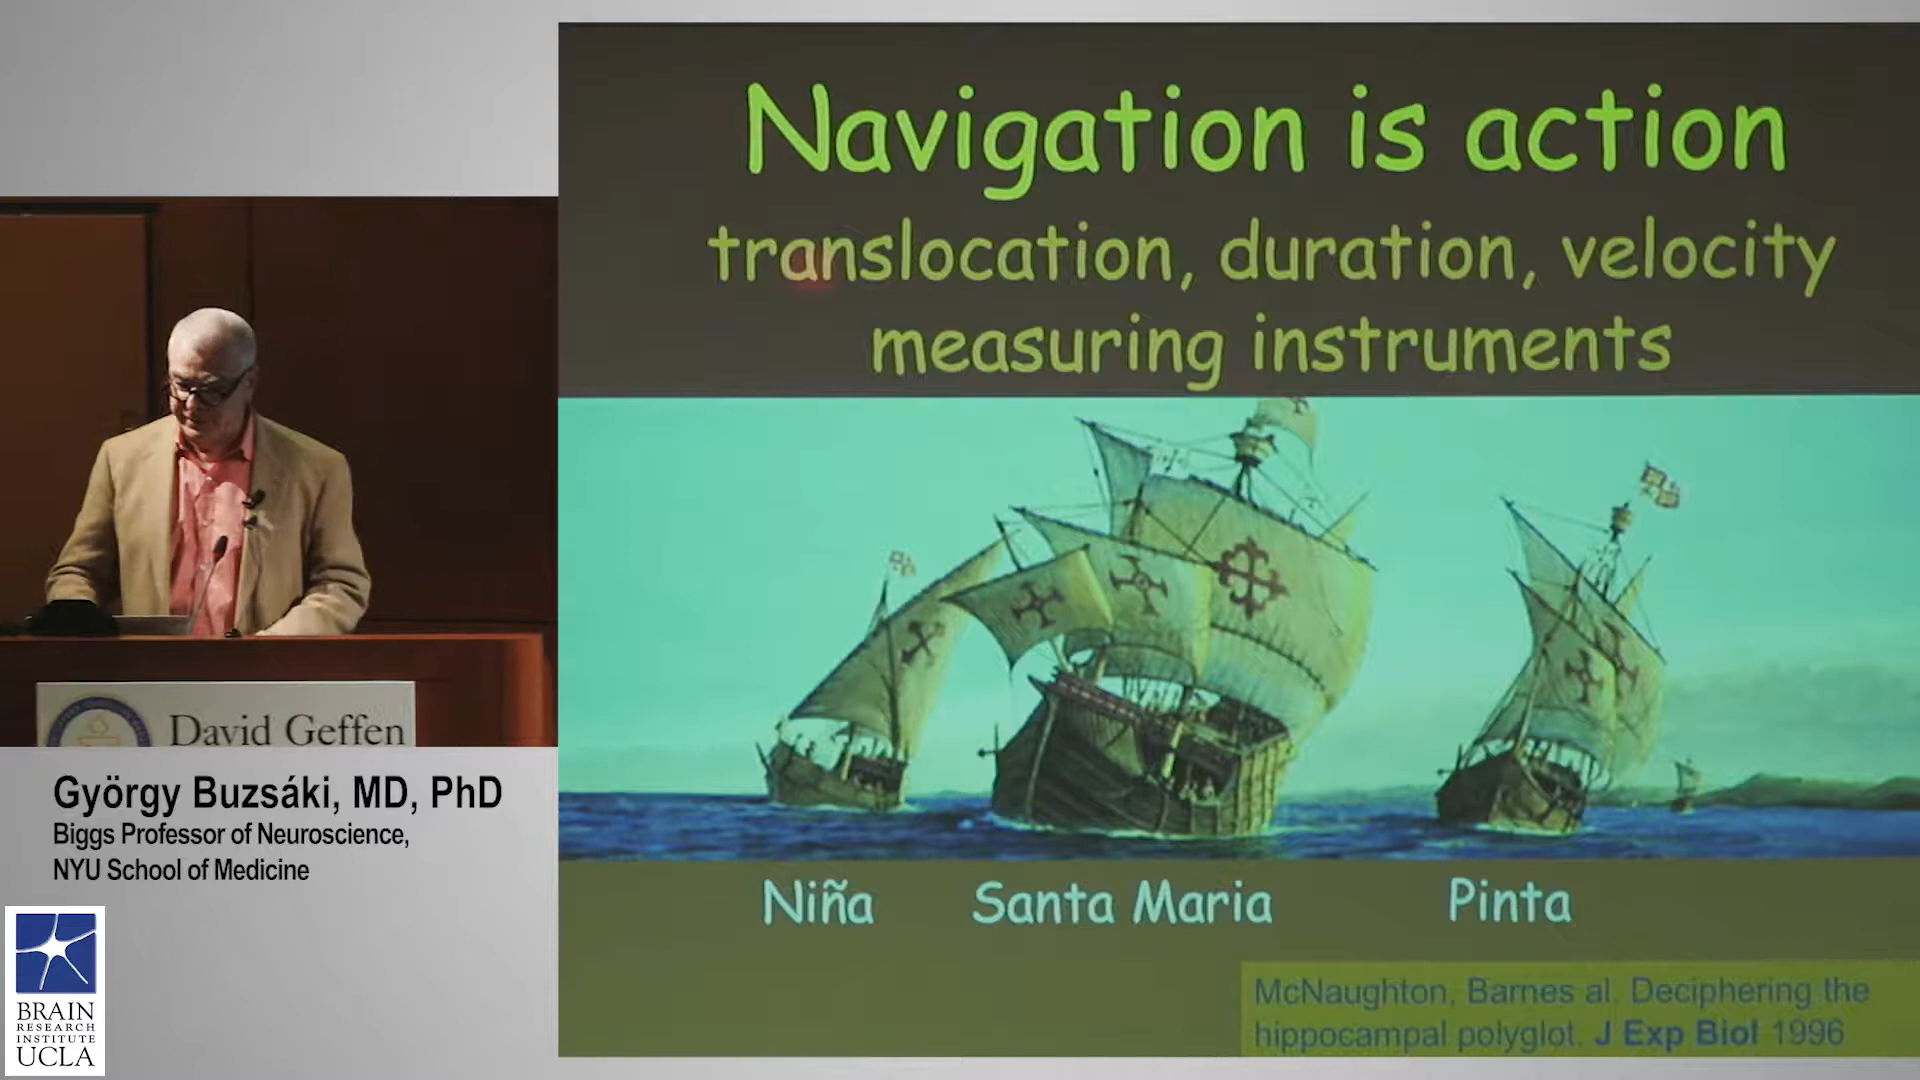 Navigation is action
translocation, duration, velocity
measuring instruments
Niña Santa Maria Pinta
McNaughton, Barnes al. Deciphering the
hippocampal polyglot. J Exp Biol 1996
David Geffen
György Buzsáki, MD, PhD
Biggs Professor of Neuroscience,
NYU School of Medicine
BRAIN
RESEARCH
INSTITUTE
UCLA